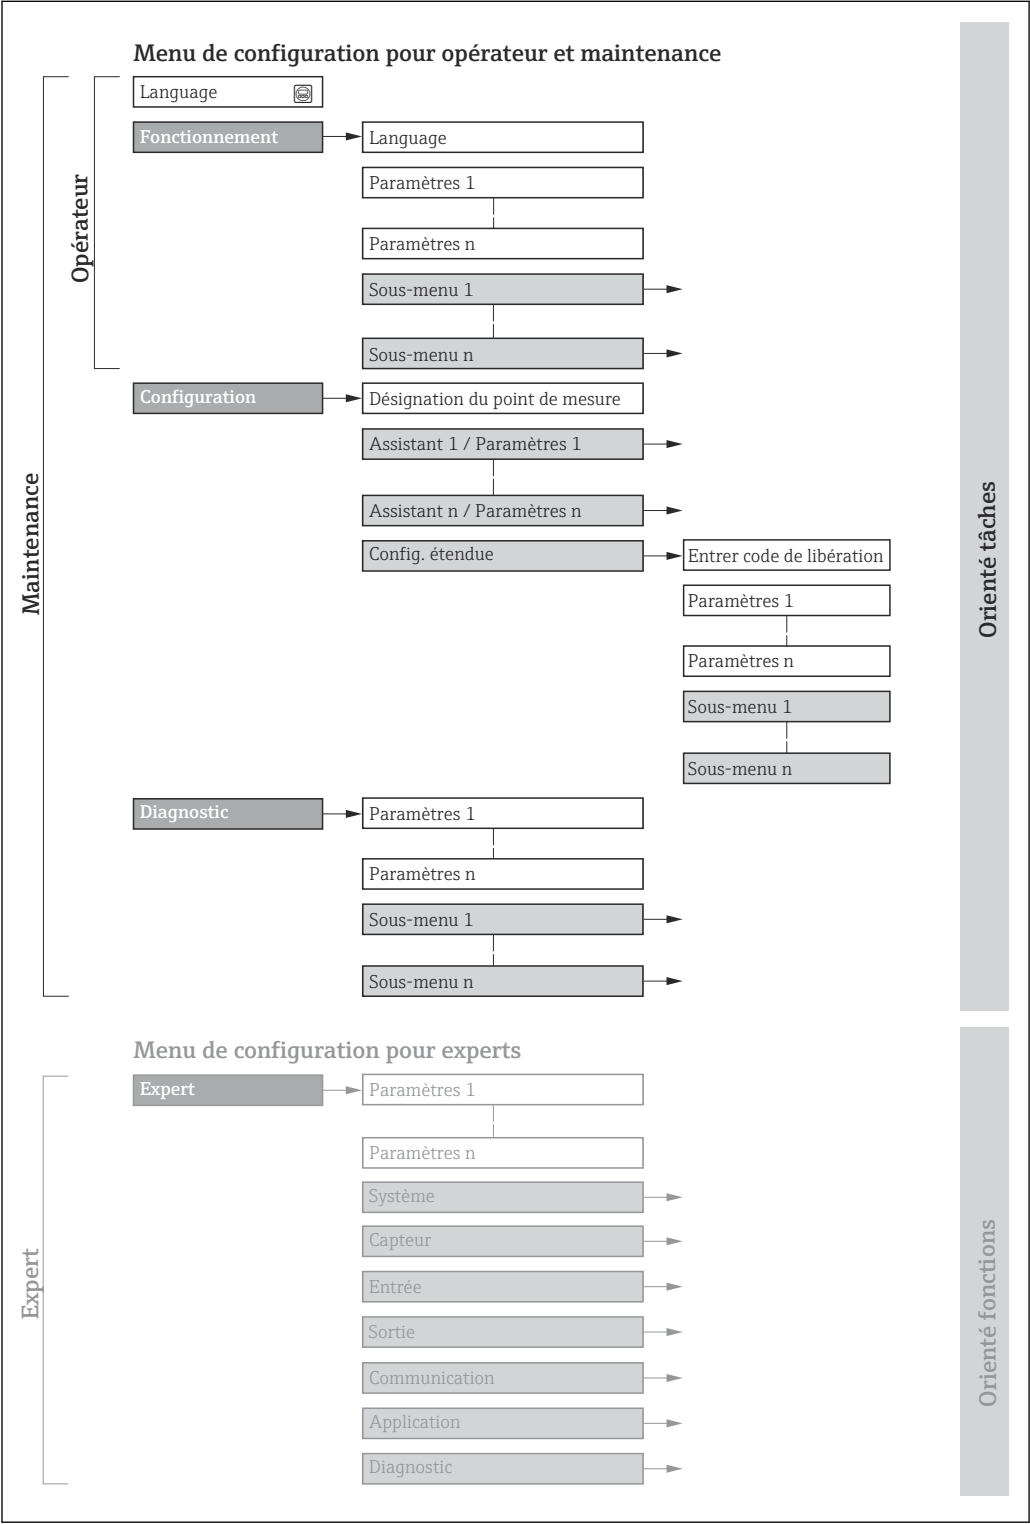 Menu de configuration pour opérateur et maintenance
Maintenance
Opérateur
Language
Fonctionnement
Language
Paramètres 1
Paramètres n
Sous-menu 1
Sous-menu n
Configuration
Désignation du point de mesure
Assistant 1 / Paramètres 1
Assistant n / Paramètres n
Config. étendue
Entrer code de libération
Paramètres 1
Paramètres n
Sous-menu 1
Sous-menu n
Diagnostic
Paramètres 1
Paramètres n
Sous-menu 1
Sous-menu n
Orienté tâches
Menu de configuration pour experts
Expert
Expert
Paramètres 1
Paramètres n
Système
Capteur
Entrée
Sortie
Communication
Application
Diagnostic
Orienté fonctions